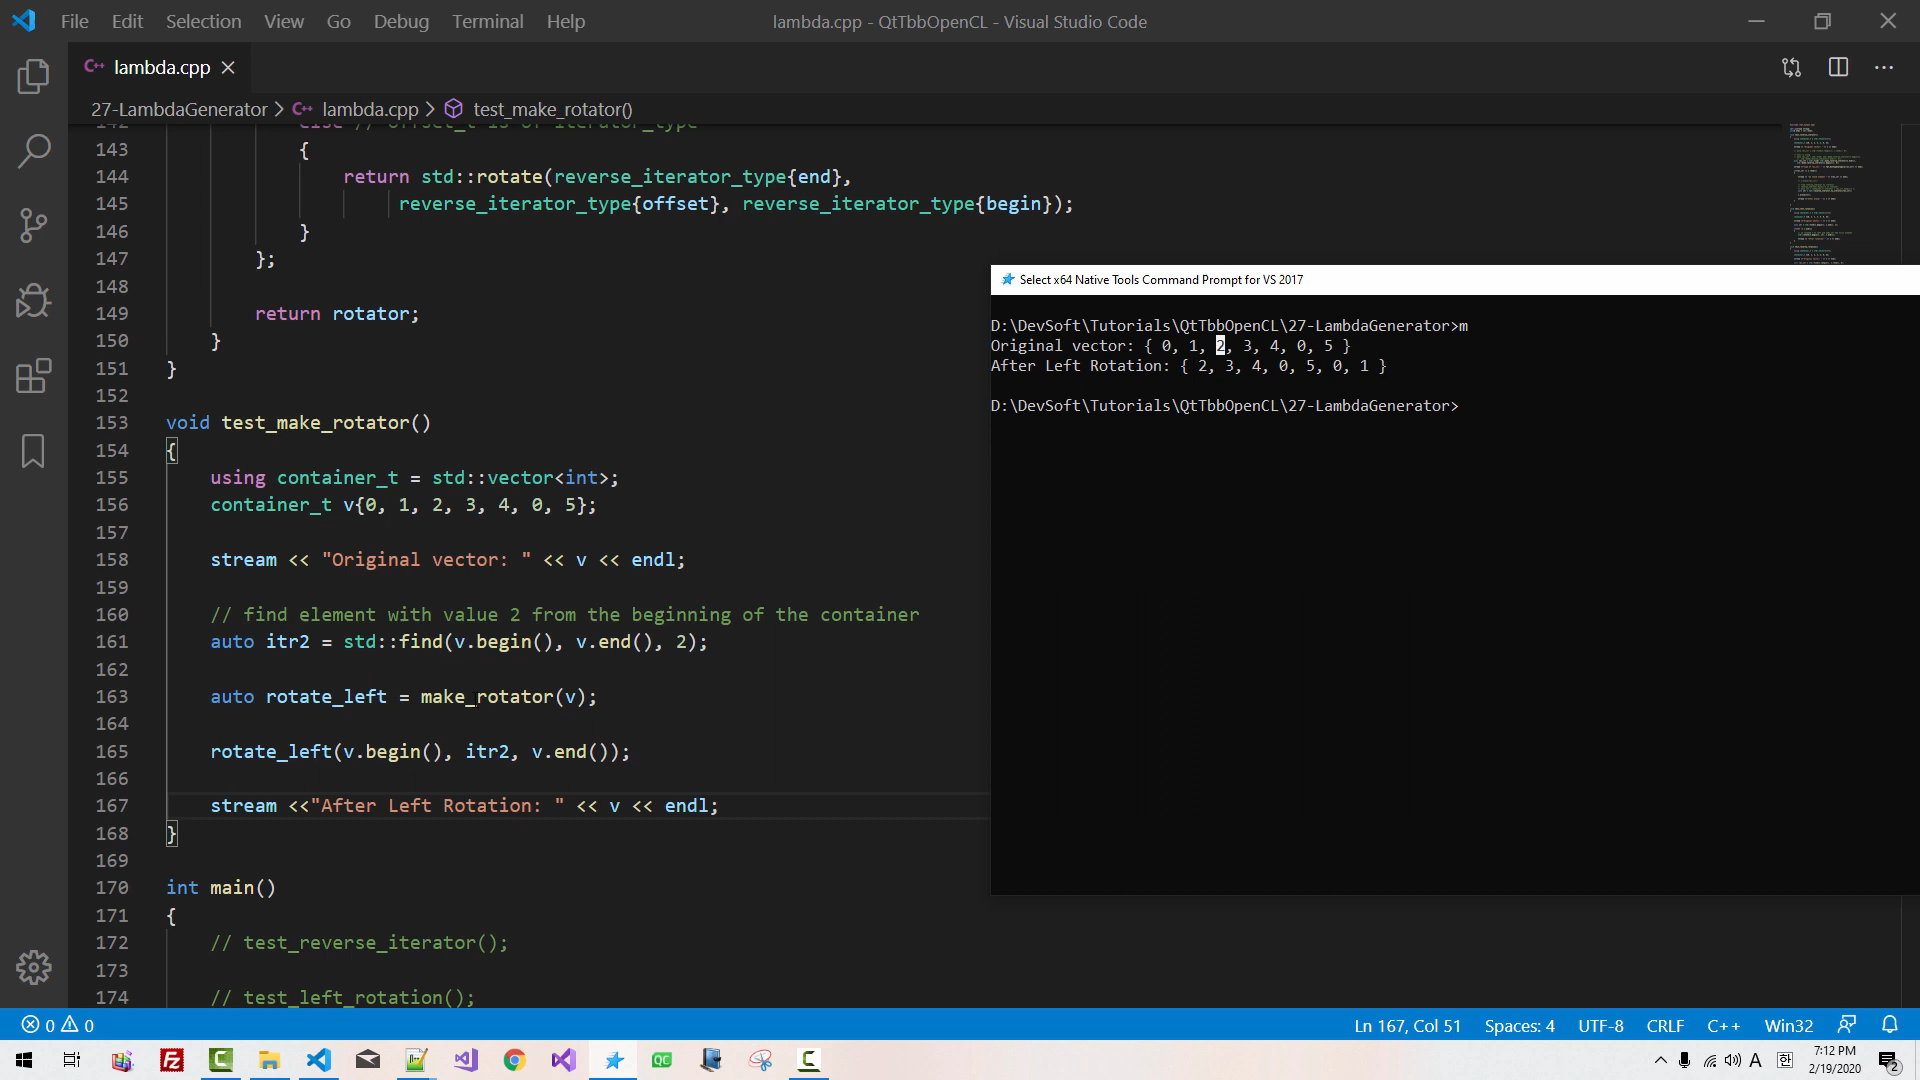 File Edit Selection View Go Debug Terminal Help
lambda.cpp - QtTbbOpenCL - Visual Studio Code
C++ lambda.cpp
27-LambdaGenerator > C++ lambda.cpp > test_make_rotator()
142 else // offset_t is of iterator_type
143 {
144 return std::rotate(reverse_iterator_type{end},
145 reverse_iterator_type{offset}, reverse_iterator_type{begin});
146 }
147 };
148
149 return rotator;
150 }
151 }
152
153 void test_make_rotator()
154 {
155 using container_t = std::vector<int>;
156 container_t v{0, 1, 2, 3, 4, 0, 5};
157
158 stream << "Original vector: " << v << endl;
159
160 // find element with value 2 from the beginning of the container
161 auto itr2 = std::find(v.begin(), v.end(), 2);
162
163 auto rotate_left = make_rotator(v);
164
165 rotate_left(v.begin(), itr2, v.end());
166
167 stream <<"After Left Rotation: " << v << endl;
168 }
169
170 int main()
171 {
172 // test_reverse_iterator();
173
174 // test_left_rotation();
Select x64 Native Tools Command Prompt for VS 2017
D:\DevSoft\Tutorials\QtTbbOpenCL\27-LambdaGenerator>m
Original vector: { 0, 1, 2, 3, 4, 0, 5 }
After Left Rotation: { 2, 3, 4, 0, 5, 0, 1 }
D:\DevSoft\Tutorials\QtTbbOpenCL\27-LambdaGenerator>
0 0
Ln 167, Col 51 Spaces: 4 UTF-8 CRLF C++ Win32
A 한 7:12 PM
2/19/2020
2